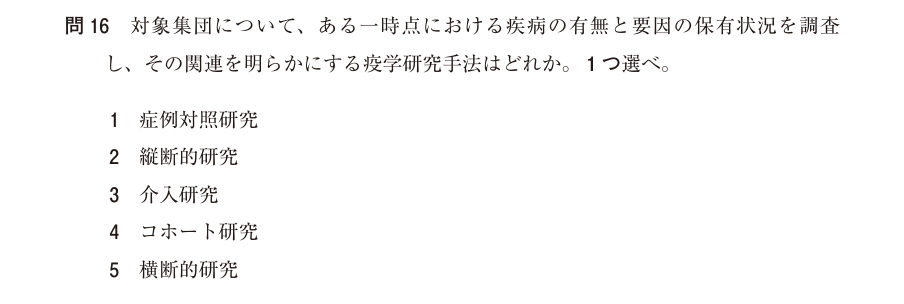 問16 対象集団について、ある一時点における疾病の有無と要因の保有状況を調査
し、その関連を明らかにする疫学研究手法はどれか。1つ選べ。
1 症例対照研究
2 縦断的研究
3 介入研究
4 コホート研究
5 横断的研究